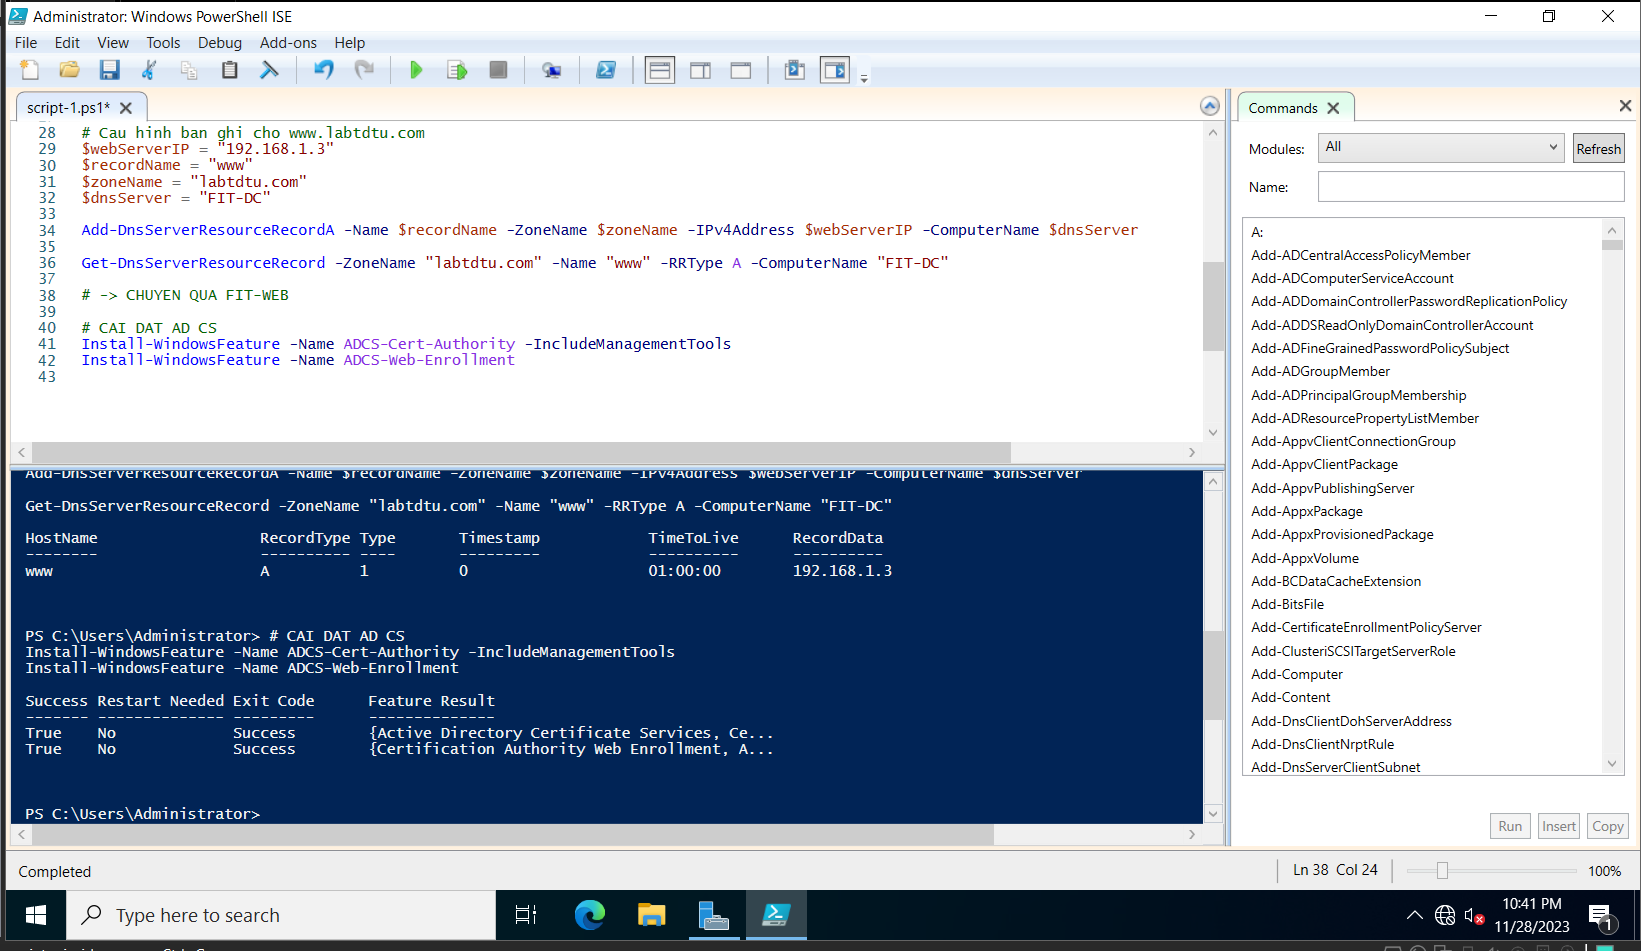 Administrator: Windows PowerShell ISE
File Edit View Tools Debug Add-ons Help
script-1.ps1*
28 # Cau hinh ban ghi cho www.labtdtu.com
29 $webServerIP = "192.168.1.3"
30 $recordName = "www"
31 $zoneName = "labtdtu.com"
32 $dnsServer = "FIT-DC"
33
34 Add-DnsServerResourceRecordA -Name $recordName -ZoneName $zoneName -IPv4Address $webServerIP -ComputerName $dnsServer
35
36 Get-DnsServerResourceRecord -ZoneName "labtdtu.com" -Name "www" -RRType A -ComputerName "FIT-DC"
37
38 # -> CHUYEN QUA FIT-WEB
39
40 # CAI DAT AD CS
41 Install-WindowsFeature -Name ADCS-Cert-Authority -IncludeManagementTools
42 Install-WindowsFeature -Name ADCS-Web-Enrollment
43
Add-DnsServerResourceRecordA -Name $recordName -ZoneName $zoneName -IPv4Address $webServerIP -ComputerName $dnsServer
Get-DnsServerResourceRecord -ZoneName "labtdtu.com" -Name "www" -RRType A -ComputerName "FIT-DC"
HostName RecordType Type Timestamp TimeToLive RecordData
-------- ---------- ---- --------- ---------- ----------
www A 1 0 01:00:00 192.168.1.3
PS C:\Users\Administrator> # CAI DAT AD CS
Install-WindowsFeature -Name ADCS-Cert-Authority -IncludeManagementTools
Install-WindowsFeature -Name ADCS-Web-Enrollment
Success Restart Needed Exit Code Feature Result
------- -------------- --------- --------------
True No Success {Active Directory Certificate Services, Ce...
True No Success {Certification Authority Web Enrollment, A...
PS C:\Users\Administrator>
Commands
Modules: All Refresh
Name:
A:
Add-ADCentralAccessPolicyMember
Add-ADComputerServiceAccount
Add-ADDomainControllerPasswordReplicationPolicy
Add-ADDSReadOnlyDomainControllerAccount
Add-ADFineGrainedPasswordPolicySubject
Add-ADGroupMember
Add-ADPrincipalGroupMembership
Add-ADResourcePropertyListMember
Add-AppvClientConnectionGroup
Add-AppvClientPackage
Add-AppvPublishingServer
Add-AppxPackage
Add-AppxProvisionedPackage
Add-AppxVolume
Add-BCDataCacheExtension
Add-BitsFile
Add-CertificateEnrollmentPolicyServer
Add-ClusteriSCSITargetServerRole
Add-Computer
Add-Content
Add-DnsClientDohServerAddress
Add-DnsClientNrptRule
Add-DnsServerClientSubnet
Run Insert Copy
Completed
Ln 38 Col 24
100%
Type here to search
10:41 PM
11/28/2023
1